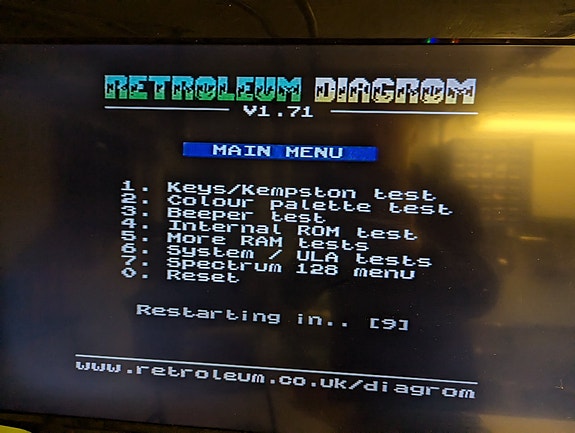 RETROLEUM DIAGROM
V1.71
MAIN MENU
1. Keys/Kempston test
2. Colour palette test
3. Beeper test
4. Internal ROM test
5. More RAM tests
6. System / ULA tests
7. Spectrum 128 menu
0. Reset
Restarting in.. [9]
www.retroleum.co.uk/diagrom